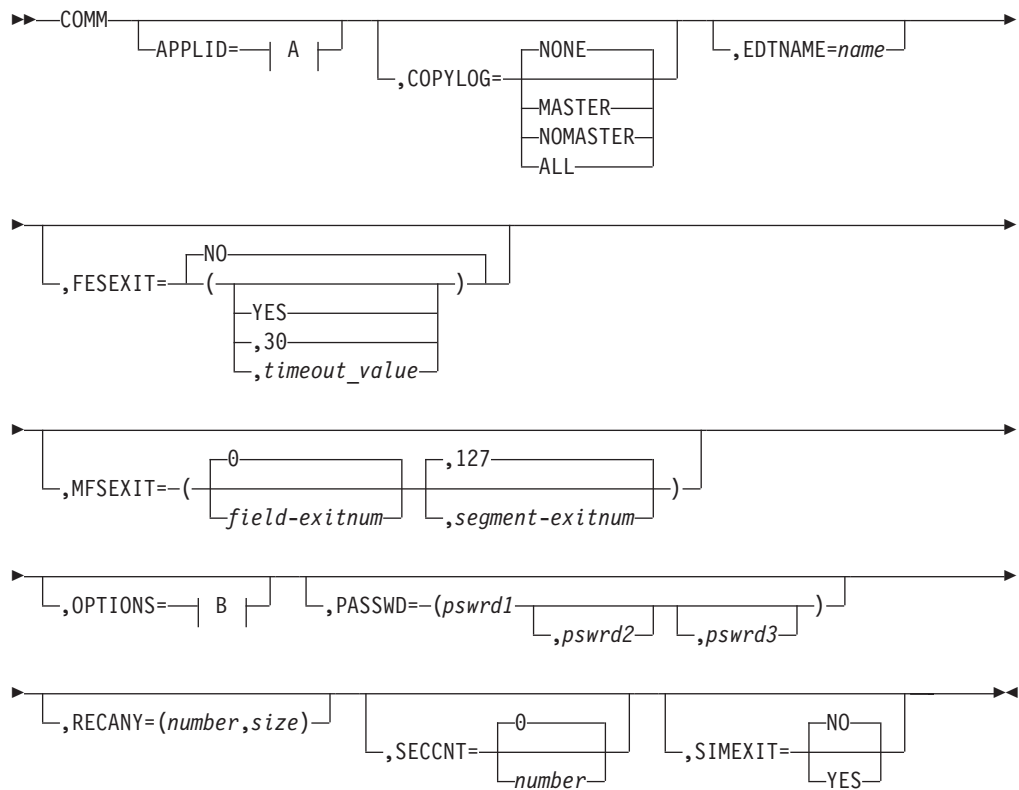 COMM
APPLID= A
,COPYLOG= NONE
MASTER
NOMASTER
ALL
,EDTNAME=name
,FESEXIT= NO
( )
YES
,30
,timeout_value
,MFSEXIT=( 0 ,127 )
field-exitnum ,segment-exitnum
,OPTIONS= B
,PASSWD=(pswrd1 )
,pswrd2 ,pswrd3
,RECANY=(number,size)
,SECCNT= 0
number
,SIMEXIT= NO
YES